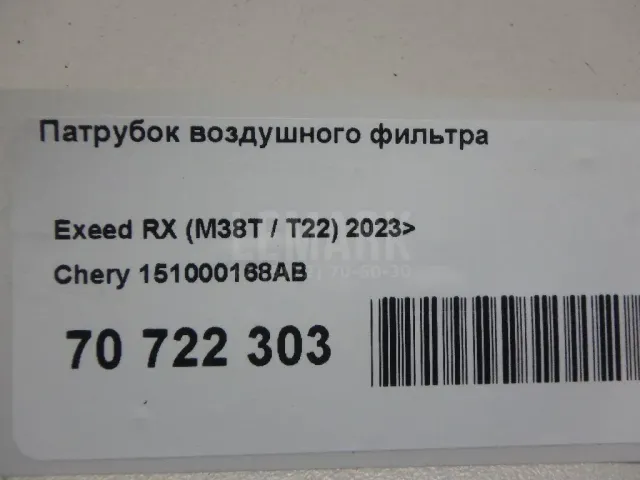 Патрубок воздушного фильтра
Exeed RX (M38T / T22) 2023>
Chery 151000168AB
70 722 303